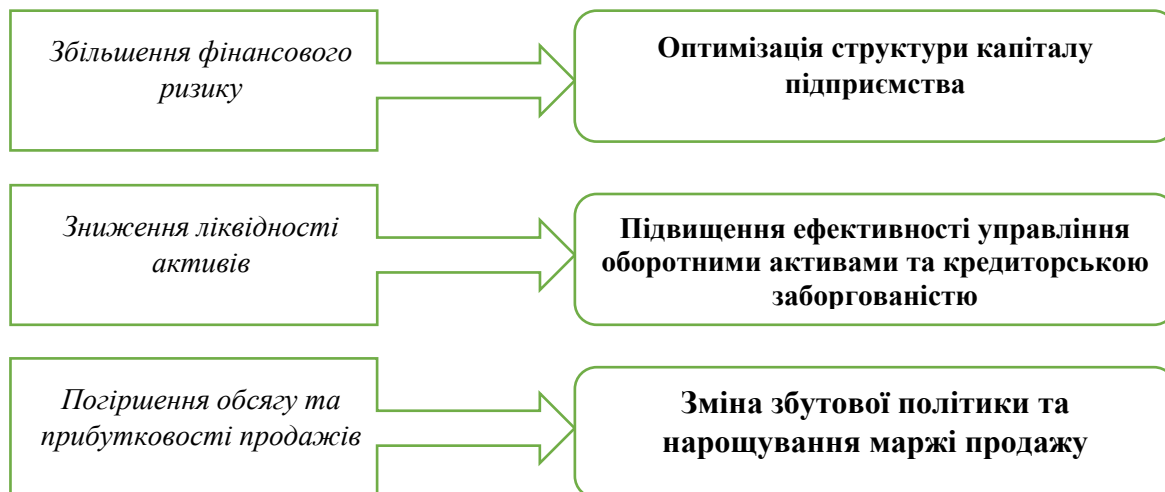 Збільшення фінансового
ризику
Оптимізація структури капіталу
підприємства
Зниження ліквідності
активів
Підвищення ефективності управління
оборотними активами та кредиторською
заборгованістю
Погіршення обсягу та
прибутковості продажів
Зміна збутової політики та
нарощування маржі продажу